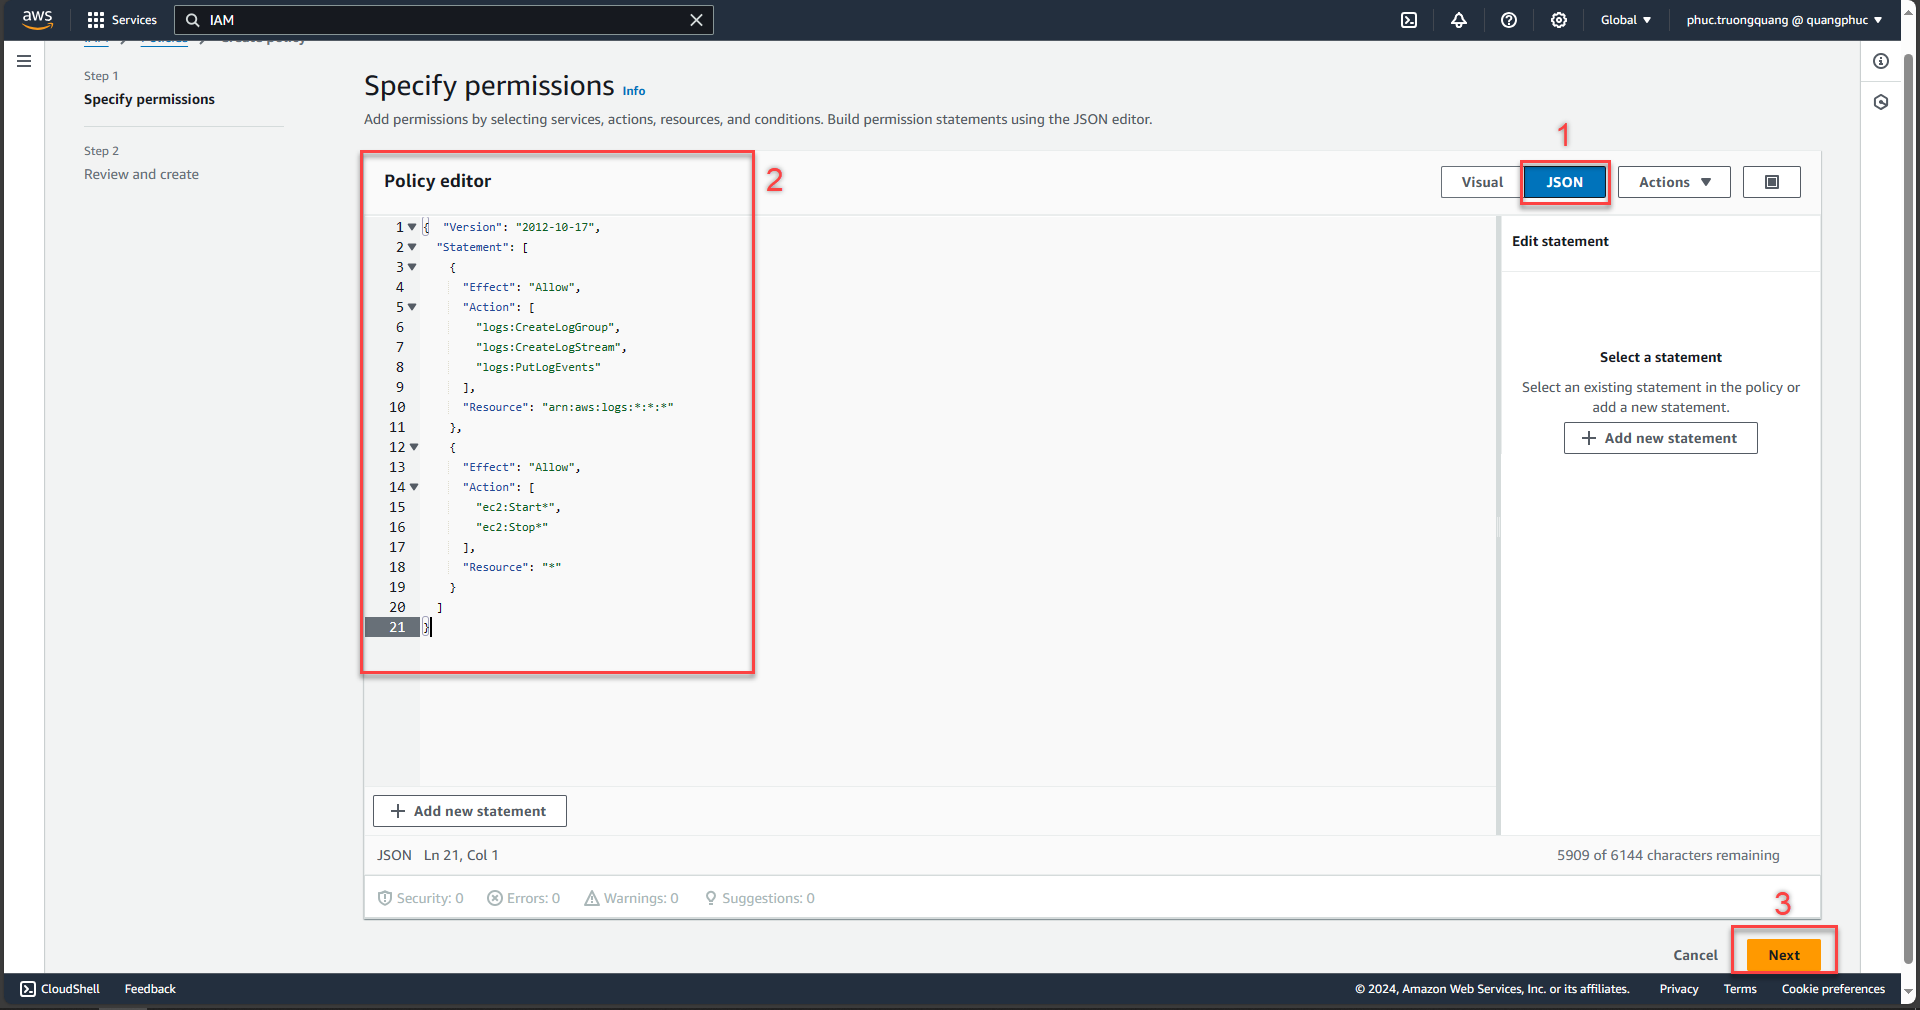 aws
Services
IAM
Global
phuc.truongquang @ quangphuc
IAM
Policies
Create policy
Step 1
Specify permissions
Step 2
Review and create
Specify permissions Info
Add permissions by selecting services, actions, resources, and conditions. Build permission statements using the JSON editor.
1
2
Policy editor
Visual
JSON
Actions
1 { "Version": "2012-10-17",
2 "Statement": [
3 {
4 "Effect": "Allow",
5 "Action": [
6 "logs:CreateLogGroup",
7 "logs:CreateLogStream",
8 "logs:PutLogEvents"
9 ],
10 "Resource": "arn:aws:logs:*:*:*"
11 },
12 {
13 "Effect": "Allow",
14 "Action": [
15 "ec2:Start*",
16 "ec2:Stop*"
17 ],
18 "Resource": "*"
19 }
20 ]
21 }
Edit statement
Select a statement
Select an existing statement in the policy or
add a new statement.
+ Add new statement
+ Add new statement
JSON Ln 21, Col 1
5909 of 6144 characters remaining
Security: 0
Errors: 0
Warnings: 0
Suggestions: 0
3
Cancel
Next
CloudShell
Feedback
© 2024, Amazon Web Services, Inc. or its affiliates.
Privacy
Terms
Cookie preferences